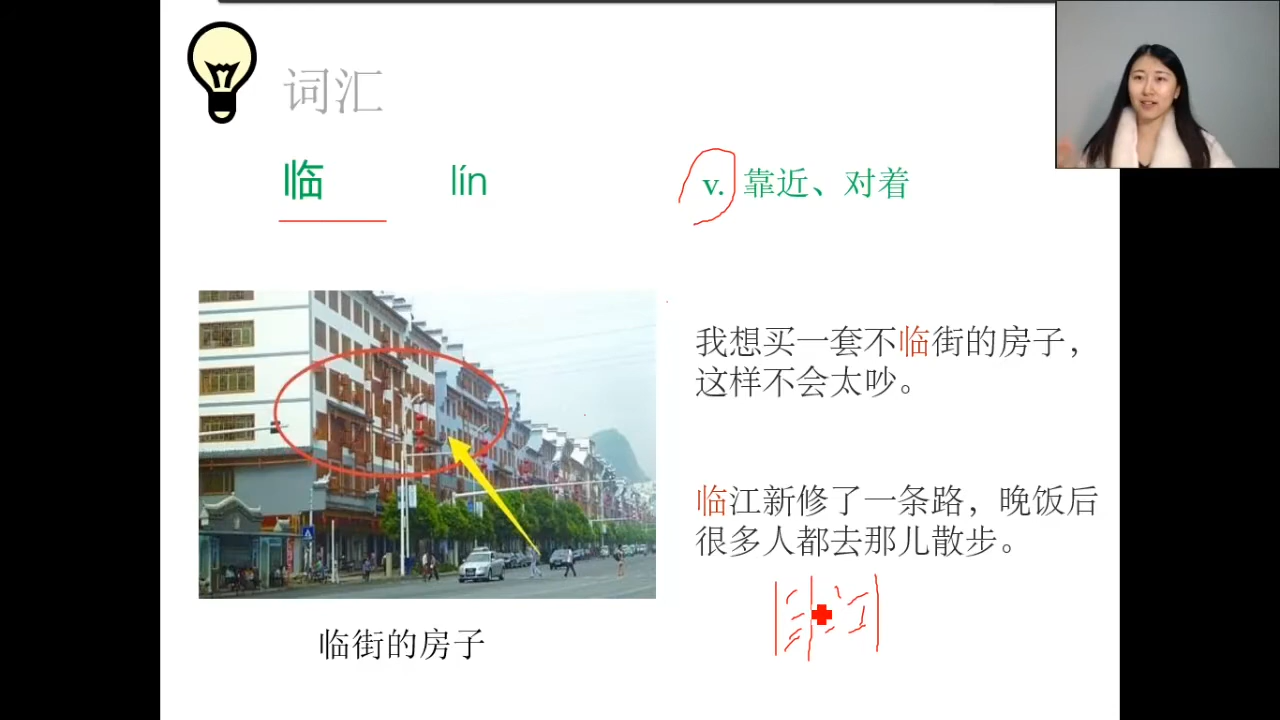 词汇
临 lín v. 靠近、对着
我想买一套不临街的房子，
这样不会太吵。
临江新修了一条路，晚饭后
很多人都去那儿散步。
江
临街的房子